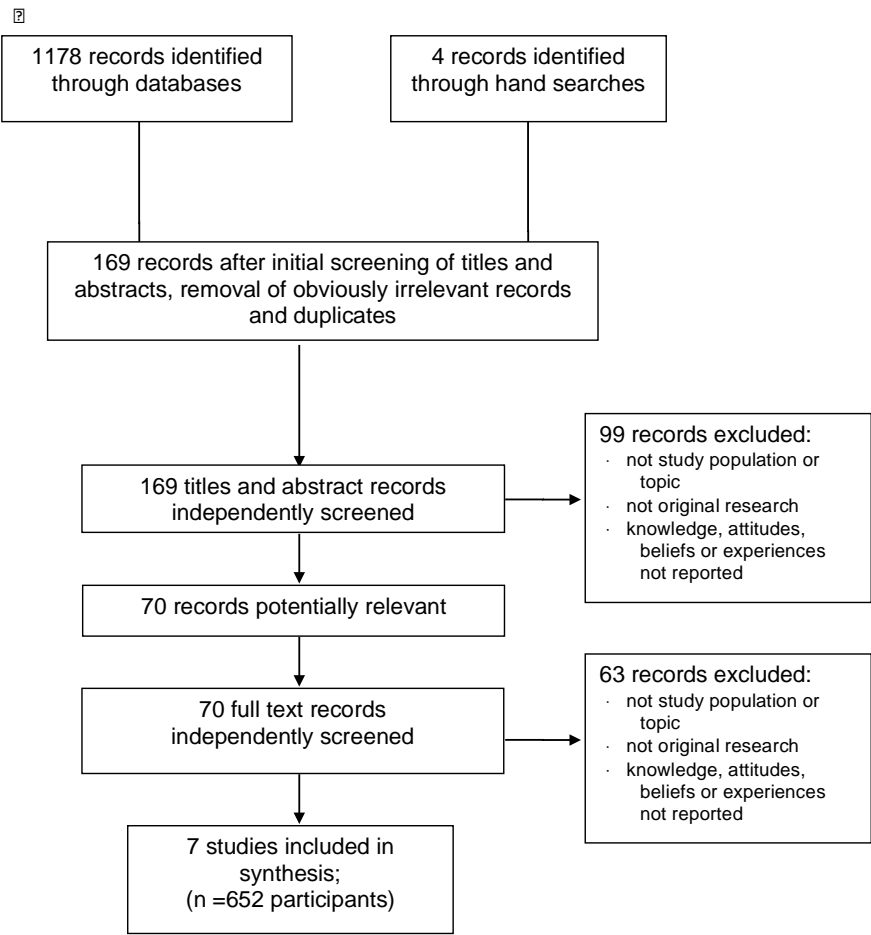 1178 records identified
through databases
4 records identified
through hand searches
169 records after initial screening of titles and
abstracts, removal of obviously irrelevant records
and duplicates
169 titles and abstract records
independently screened
99 records excluded:
· not study population or
topic
· not original research
· knowledge, attitudes,
beliefs or experiences
not reported
70 records potentially relevant
70 full text records
independently screened
63 records excluded:
· not study population or
topic
· not original research
· knowledge, attitudes,
beliefs or experiences
not reported
7 studies included in
synthesis;
(n =652 participants)